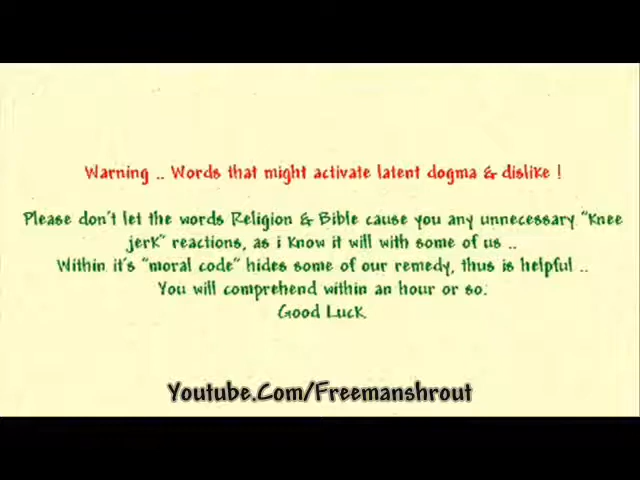 Warning .. Words that might activate latent dogma & dislike !
Please don't let the words Religion & Bible cause you any unnecessary "Knee
jerk" reactions, as i know it will with some of us ..
Within it's "moral code" hides some of our remedy, thus is helpful ..
You will comprehend within an hour or so.
Good Luck.
Youtube.Com/Freemanshrout